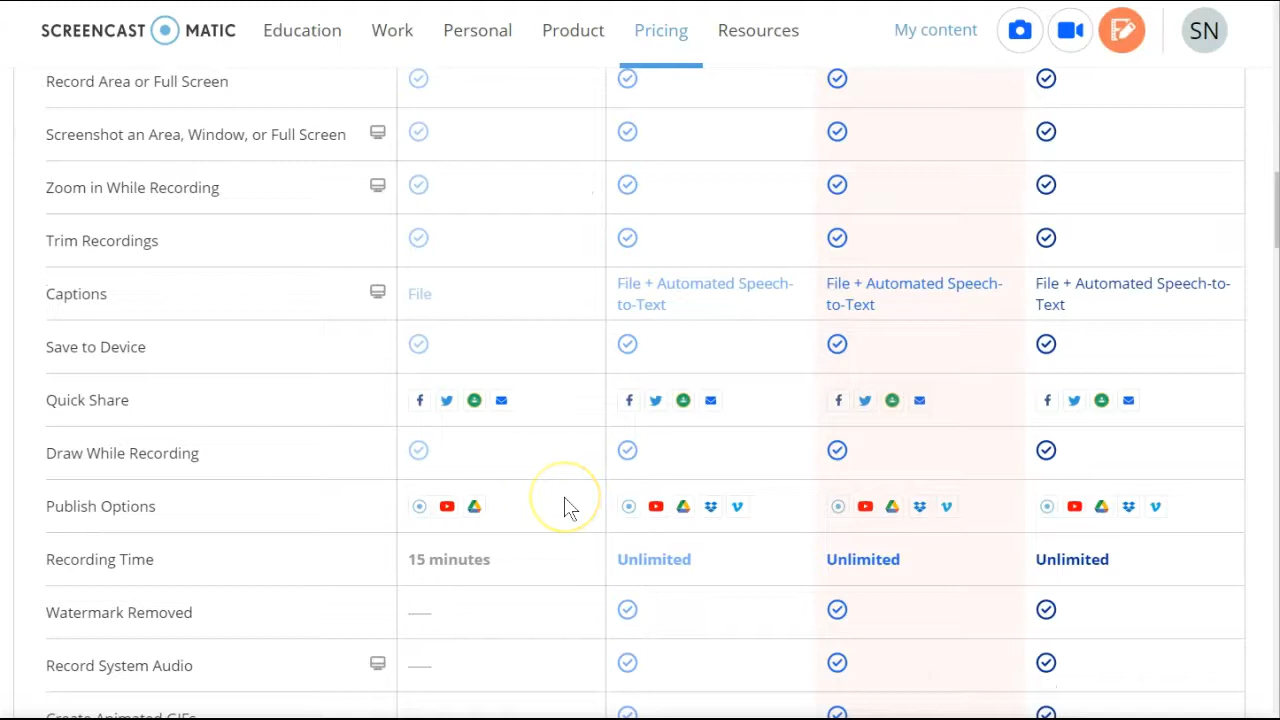 SCREENCAST MATIC Education Work Personal Product Pricing Resources My content SN
Record Area or Full Screen
Screenshot an Area, Window, or Full Screen
Zoom in While Recording
Trim Recordings
Captions File File + Automated Speech- File + Automated Speech- File + Automated Speech-to-
to-Text to-Text Text
Save to Device
Quick Share
Draw While Recording
Publish Options
Recording Time 15 minutes Unlimited Unlimited Unlimited
Watermark Removed
Record System Audio
Create Animated GIFs